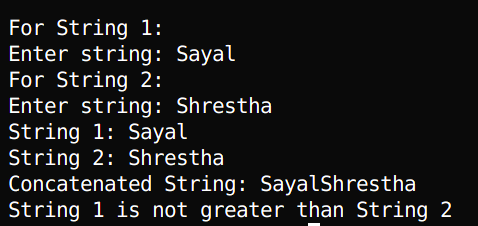 For String 1:
Enter string: Sayal
For String 2:
Enter string: Shrestha
String 1: Sayal
String 2: Shrestha
Concatenated String: SayalShrestha
String 1 is not greater than String 2